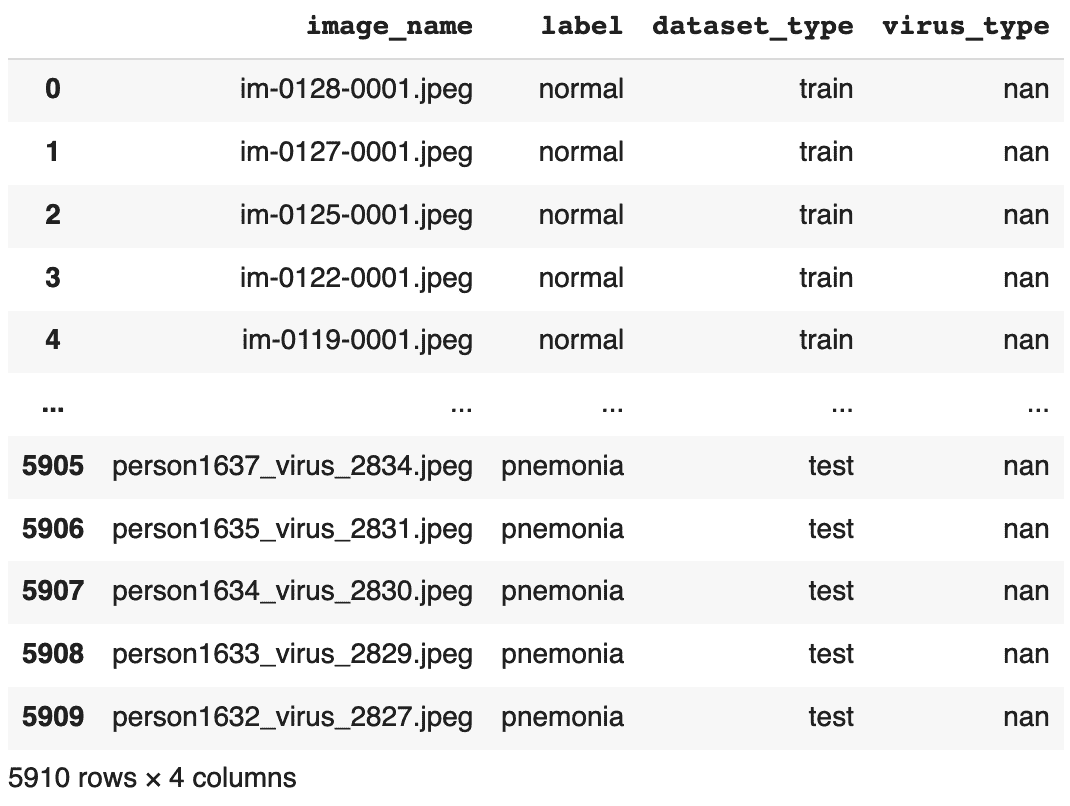 image_name label dataset_type virus_type
0 im-0128-0001.jpeg normal train nan
1 im-0127-0001.jpeg normal train nan
2 im-0125-0001.jpeg normal train nan
3 im-0122-0001.jpeg normal train nan
4 im-0119-0001.jpeg normal train nan
... ... ... ... ...
5905 person1637_virus_2834.jpeg pnemonia test nan
5906 person1635_virus_2831.jpeg pnemonia test nan
5907 person1634_virus_2830.jpeg pnemonia test nan
5908 person1633_virus_2829.jpeg pnemonia test nan
5909 person1632_virus_2827.jpeg pnemonia test nan
5910 rows × 4 columns